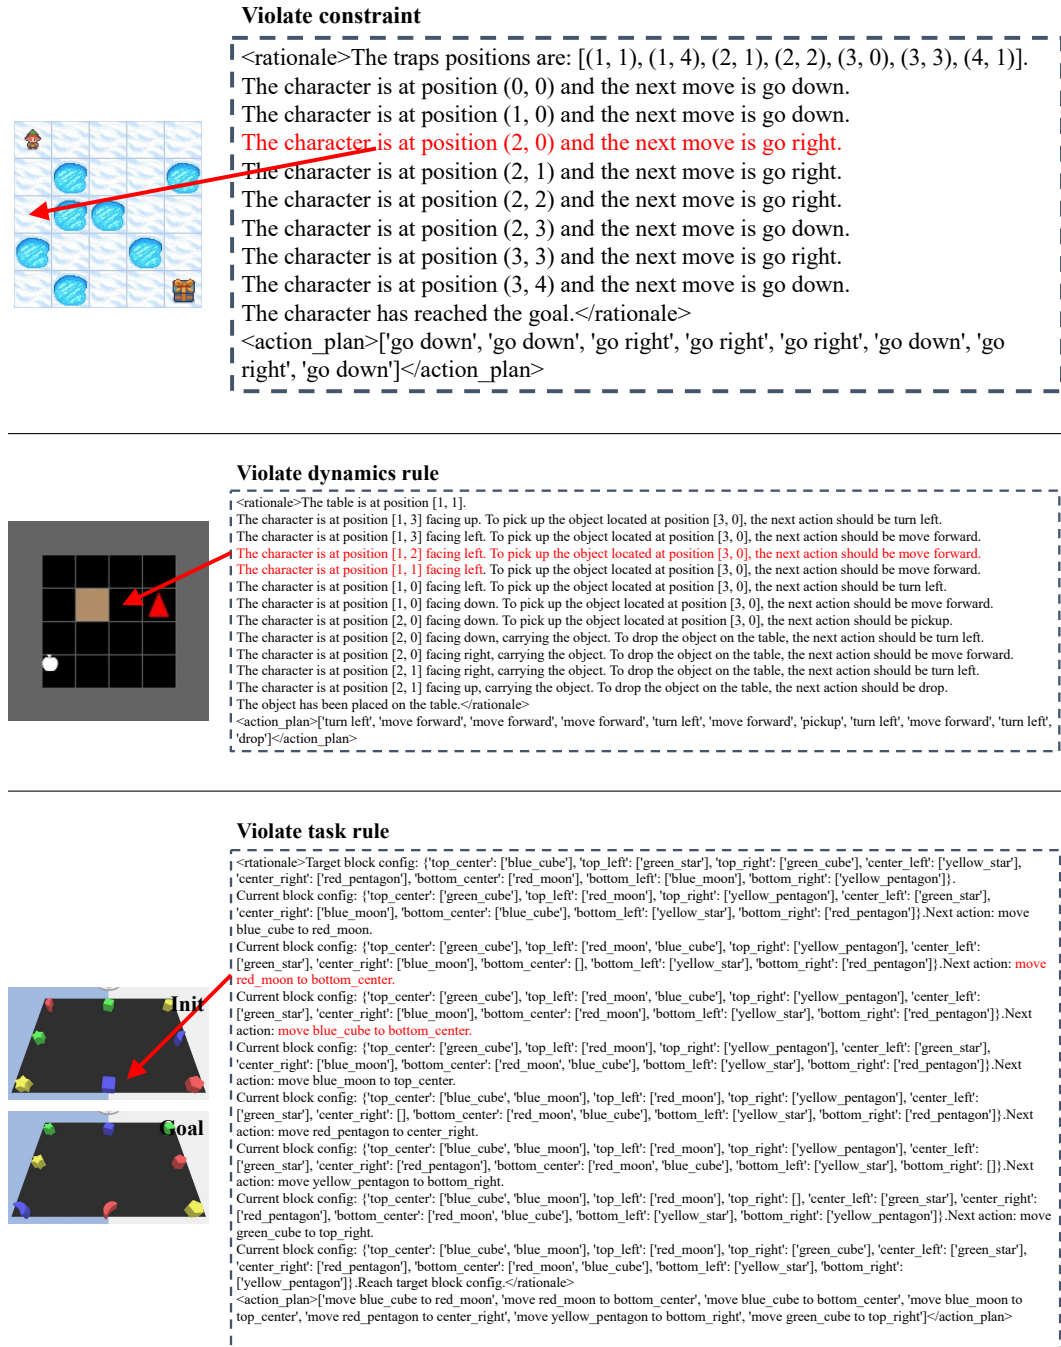 Violate constraint
<rationale>The traps positions are: [(1, 1), (1, 4), (2, 1), (2, 2), (3, 0), (3, 3), (4, 1)].
The character is at position (0, 0) and the next move is go down.
The character is at position (1, 0) and the next move is go down.
The character is at position (2, 0) and the next move is go right.
The character is at position (2, 1) and the next move is go right.
The character is at position (2, 2) and the next move is go right.
The character is at position (2, 3) and the next move is go down.
The character is at position (3, 3) and the next move is go right.
The character is at position (3, 4) and the next move is go down.
The character has reached the goal.</rationale>
<action_plan>['go down', 'go down', 'go right', 'go right', 'go right', 'go down', 'go
right', 'go down']</action_plan>
Violate dynamics rule
<rationale>The table is at position [1, 1].
The character is at position [1, 3] facing up. To pick up the object located at position [3, 0], the next action should be turn left.
The character is at position [1, 3] facing left. To pick up the object located at position [3, 0], the next action should be move forward.
The character is at position [1, 2] facing left. To pick up the object located at position [3, 0], the next action should be move forward.
The character is at position [1, 1] facing left. To pick up the object located at position [3, 0], the next action should be move forward.
The character is at position [1, 0] facing left. To pick up the object located at position [3, 0], the next action should be turn left.
The character is at position [1, 0] facing down. To pick up the object located at position [3, 0], the next action should be move forward.
The character is at position [2, 0] facing down. To pick up the object located at position [3, 0], the next action should be pickup.
The character is at position [2, 0] facing down, carrying the object. To drop the object on the table, the next action should be turn left.
The character is at position [2, 0] facing right, carrying the object. To drop the object on the table, the next action should be move forward.
The character is at position [2, 1] facing right, carrying the object. To drop the object on the table, the next action should be turn left.
The character is at position [2, 1] facing up, carrying the object. To drop the object on the table, the next action should be drop.
The object has been placed on the table.</rationale>
<action_plan>['turn left', 'move forward', 'move forward', 'move forward', 'turn left', 'move forward', 'pickup', 'turn left', 'move forward', 'turn left',
'drop']</action_plan>
Violate task rule
<rtationale>Target block config: {'top_center': ['blue_cube'], 'top_left': ['green_star'], 'top_right': ['green_cube'], 'center_left': ['yellow_star'],
'center_right': ['red_pentagon'], 'bottom_center': ['red_moon'], 'bottom_left': ['blue_moon'], 'bottom_right': ['yellow_pentagon']}.
Current block config: {'top_center': ['green_cube'], 'top_left': ['red_moon'], 'top_right': ['yellow_pentagon'], 'center_left': ['green_star'],
'center_right': ['blue_moon'], 'bottom_center': ['blue_cube'], 'bottom_left': ['yellow_star'], 'bottom_right': ['red_pentagon']}.Next action: move
blue_cube to red_moon.
Current block config: {'top_center': ['green_cube'], 'top_left': ['red_moon', 'blue_cube'], 'top_right': ['yellow_pentagon'], 'center_left':
['green_star'], 'center_right': ['blue_moon'], 'bottom_center': [], 'bottom_left': ['yellow_star'], 'bottom_right': ['red_pentagon']}.Next action: move
red_moon to bottom_center.
Current block config: {'top_center': ['green_cube'], 'top_left': ['red_moon', 'blue_cube'], 'top_right': ['yellow_pentagon'], 'center_left':
['green_star'], 'center_right': ['blue_moon'], 'bottom_center': ['red_moon'], 'bottom_left': ['yellow_star'], 'bottom_right': ['red_pentagon']}.Next
action: move blue_cube to bottom_center.
Current block config: {'top_center': ['green_cube'], 'top_left': ['red_moon'], 'top_right': ['yellow_pentagon'], 'center_left': ['green_star'],
'center_right': ['blue_moon'], 'bottom_center': ['red_moon', 'blue_cube'], 'bottom_left': ['yellow_star'], 'bottom_right': ['red_pentagon']}.Next
action: move blue_moon to top_center.
Current block config: {'top_center': ['blue_cube', 'blue_moon'], 'top_left': ['red_moon'], 'top_right': ['yellow_pentagon'], 'center_left':
['green_star'], 'center_right': [], 'bottom_center': ['red_moon', 'blue_cube'], 'bottom_left': ['yellow_star'], 'bottom_right': ['red_pentagon']}.Next
action: move red_pentagon to center_right.
Current block config: {'top_center': ['blue_cube', 'blue_moon'], 'top_left': ['red_moon'], 'top_right': ['yellow_pentagon'], 'center_left':
['green_star'], 'center_right': ['red_pentagon'], 'bottom_center': ['red_moon', 'blue_cube'], 'bottom_left': ['yellow_star'], 'bottom_right': []}.Next
action: move yellow_pentagon to bottom_right.
Current block config: {'top_center': ['blue_cube', 'blue_moon'], 'top_left': ['red_moon'], 'top_right': [], 'center_left': ['green_star'], 'center_right':
['red_pentagon'], 'bottom_center': ['red_moon', 'blue_cube'], 'bottom_left': ['yellow_star'], 'bottom_right': ['yellow_pentagon']}.Next action: move
green_cube to top_right.
Current block config: {'top_center': ['blue_cube', 'blue_moon'], 'top_left': ['red_moon'], 'top_right': ['green_cube'], 'center_left': ['green_star'],
'center_right': ['red_pentagon'], 'bottom_center': ['red_moon', 'blue_cube'], 'bottom_left': ['yellow_star'], 'bottom_right':
['yellow_pentagon']}.Reach target block config.</rationale>
<action_plan>['move blue_cube to red_moon', 'move red_moon to bottom_center', 'move blue_cube to bottom_center', 'move blue_moon to
top_center', 'move red_pentagon to center_right', 'move yellow_pentagon to bottom_right', 'move green_cube to top_right']</action_plan>
Init
Goal